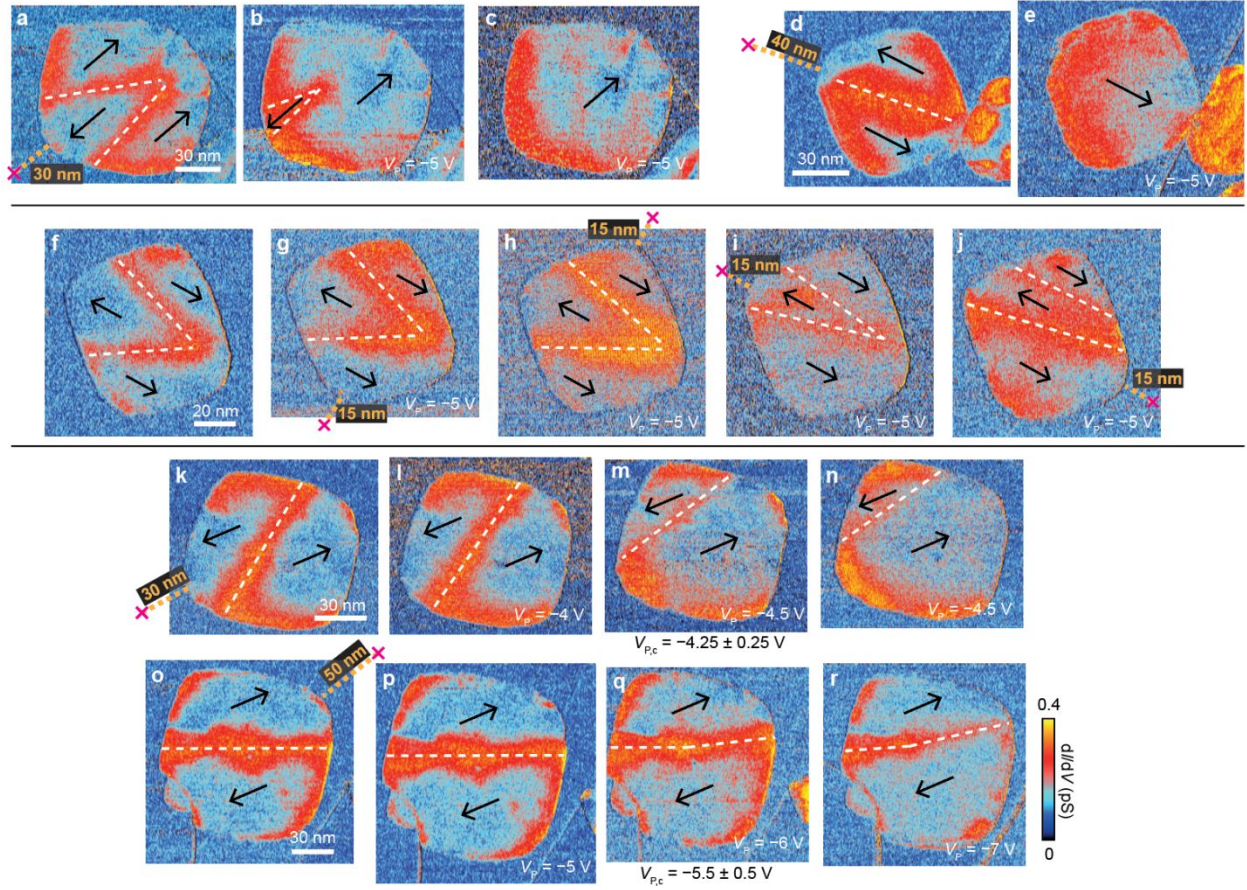 a
30 nm
30 nm
b
V_P = −5 V
c
V_P = −5 V
d
40 nm
30 nm
e
V_P = −5 V
f
20 nm
g
15 nm
V_P = −5 V
h
15 nm
V_P = −5 V
i
15 nm
V_P = −5 V
j
15 nm
V_P = −5 V
k
30 nm
30 nm
l
V_P = −4 V
m
V_P = −4.5 V
V_P,c = −4.25 ± 0.25 V
n
V_P = −4.5 V
o
50 nm
30 nm
p
V_P = −5 V
q
V_P = −6 V
V_P,c = −5.5 ± 0.5 V
r
V_P = −7 V
0.4
dI/dV (pS)
0